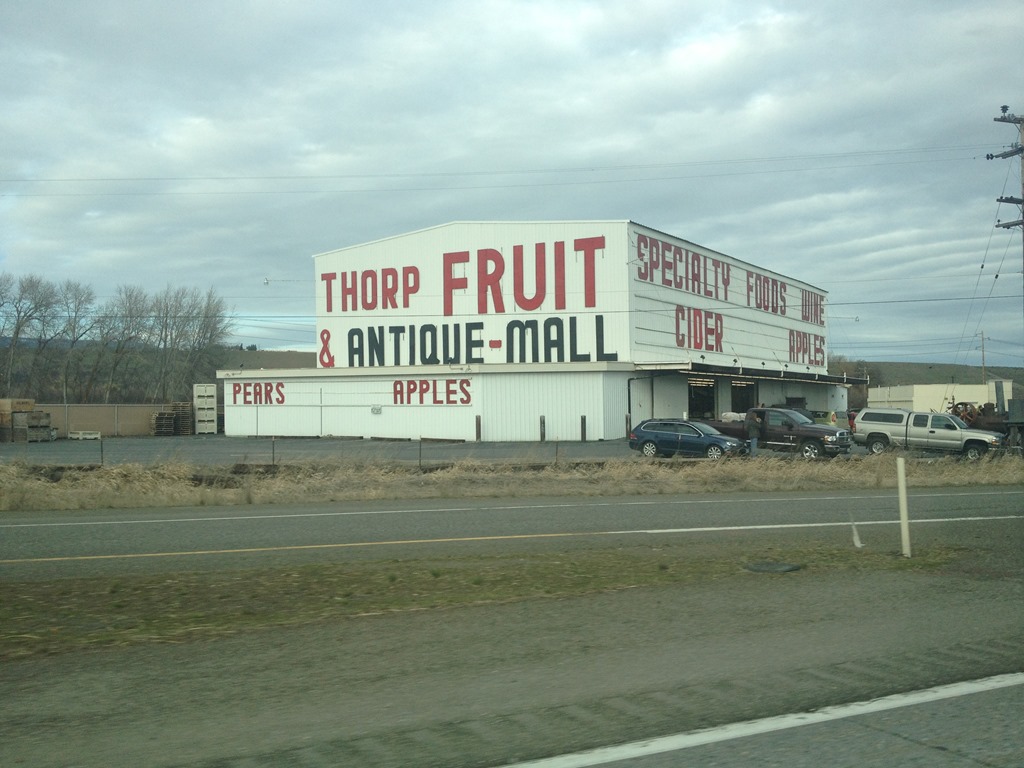 THORP FRUIT
& ANTIQUE-MALL
PEARS APPLES
SPECIALTY FOODS WINE
CIDER APPLES